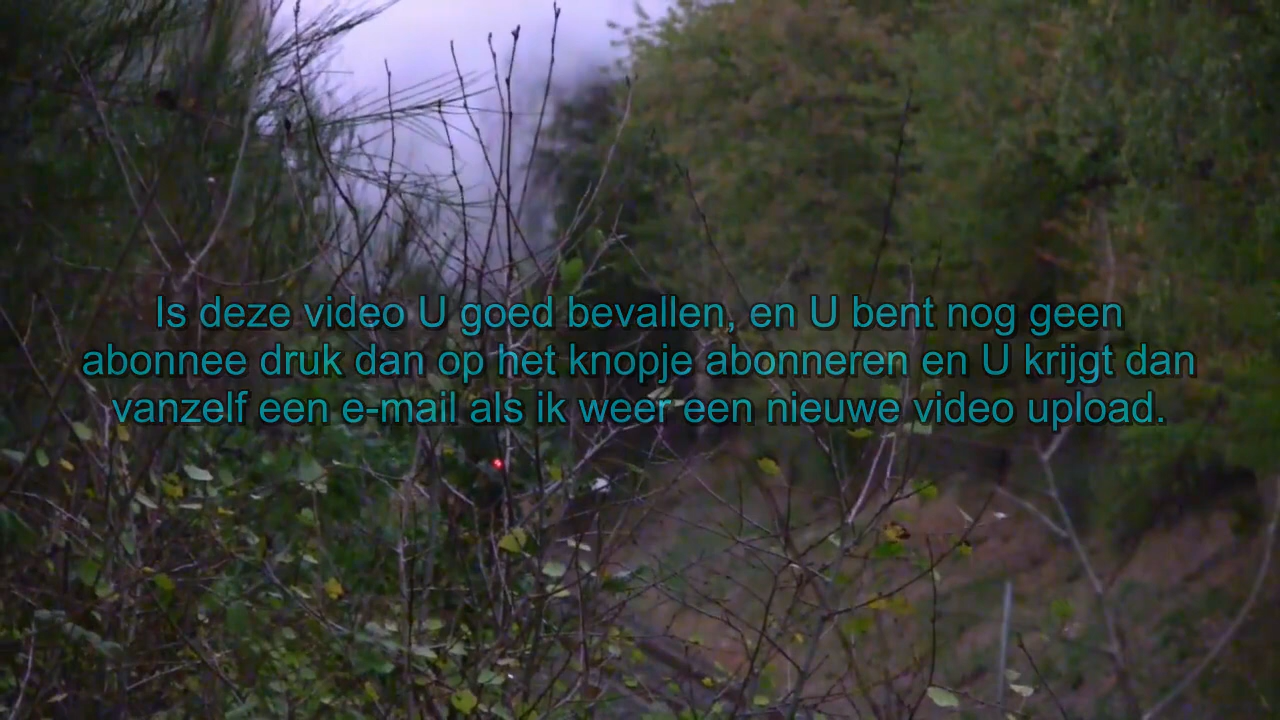 Is deze video U goed bevallen, en U bent nog geen
abonnee druk dan op het knopje abonneren en U krijgt dan
vanzelf een e-mail als ik weer een nieuwe video upload.